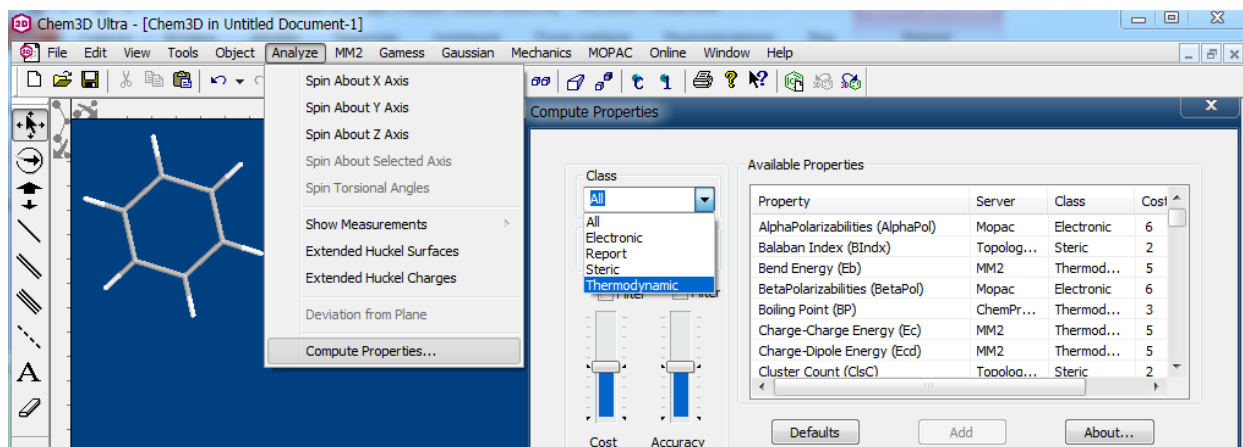 Chem3D Ultra - [Chem3D in Untitled Document-1]
File Edit View Tools Object Analyze MM2 Gamess Gaussian Mechanics MOPAC Online Window Help
Spin About X Axis
Spin About Y Axis
Spin About Z Axis
Spin About Selected Axis
Spin Torsional Angles
Show Measurements
Extended Huckel Surfaces
Extended Huckel Charges
Deviation from Plane
Compute Properties...
A
Compute Properties
Class
All
All
Electronic
Report
Steric
Thermodynamic
Filter Filter
Cost Accuracy
Available Properties
Property Server Class Cost
AlphaPolarizabilities (AlphaPol) Mopac Electronic 6
Balaban Index (BIndx) Topolog... Steric 2
Bend Energy (Eb) MM2 Thermod... 5
BetaPolarizabilities (BetaPol) Mopac Electronic 6
Boiling Point (BP) ChemPr... Thermod... 3
Charge-Charge Energy (Ec) MM2 Thermod... 5
Charge-Dipole Energy (Ecd) MM2 Thermod... 5
Cluster Count (ClsC) Topolog... Steric 2
Defaults Add About...